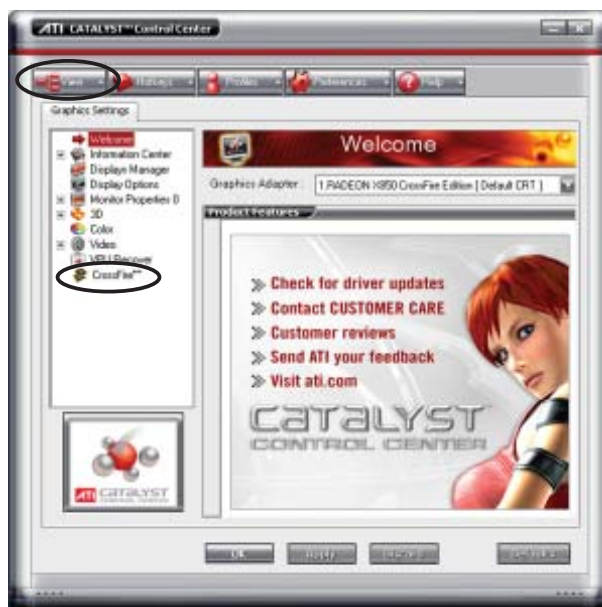 ATI CATALYST™ Control Center
View Hotkeys Profiles Preferences Help
Graphics Settings
Welcome
Information Center
Displays Manager
Display Options
Monitor Properties 0
3D
Color
Video
VPU Recover
CrossFire™
Welcome
Graphics Adapter: 1.RADEON X850 CrossFire Edition [ Default CRT ]
Product Features
Check for driver updates
Contact CUSTOMER CARE
Customer reviews
Send ATI your feedback
Visit ati.com
CATALYST
CONTROL CENTER
ATI CATALYST
OK Apply Discard Defaults